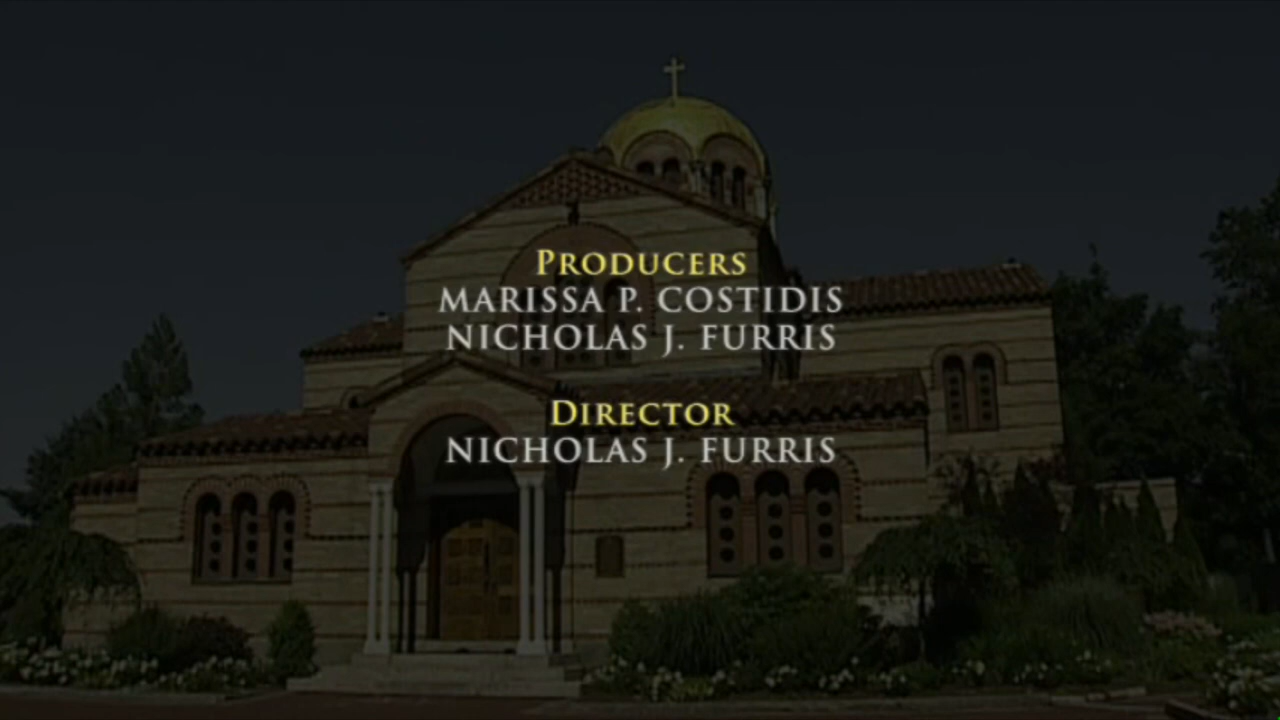 PRODUCERS
MARISSA P. COSTIDIS
NICHOLAS J. FURRIS
DIRECTOR
NICHOLAS J. FURRIS